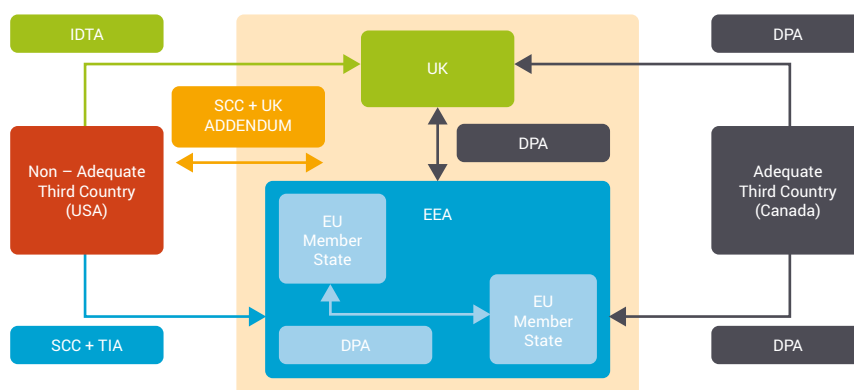 IDTA
DPA
UK
SCC + UK
ADDENDUM
DPA
Non – Adequate
Third Country
(USA)
Adequate
Third Country
(Canada)
EEA
EU
Member
State
EU
Member
State
DPA
SCC + TIA
DPA